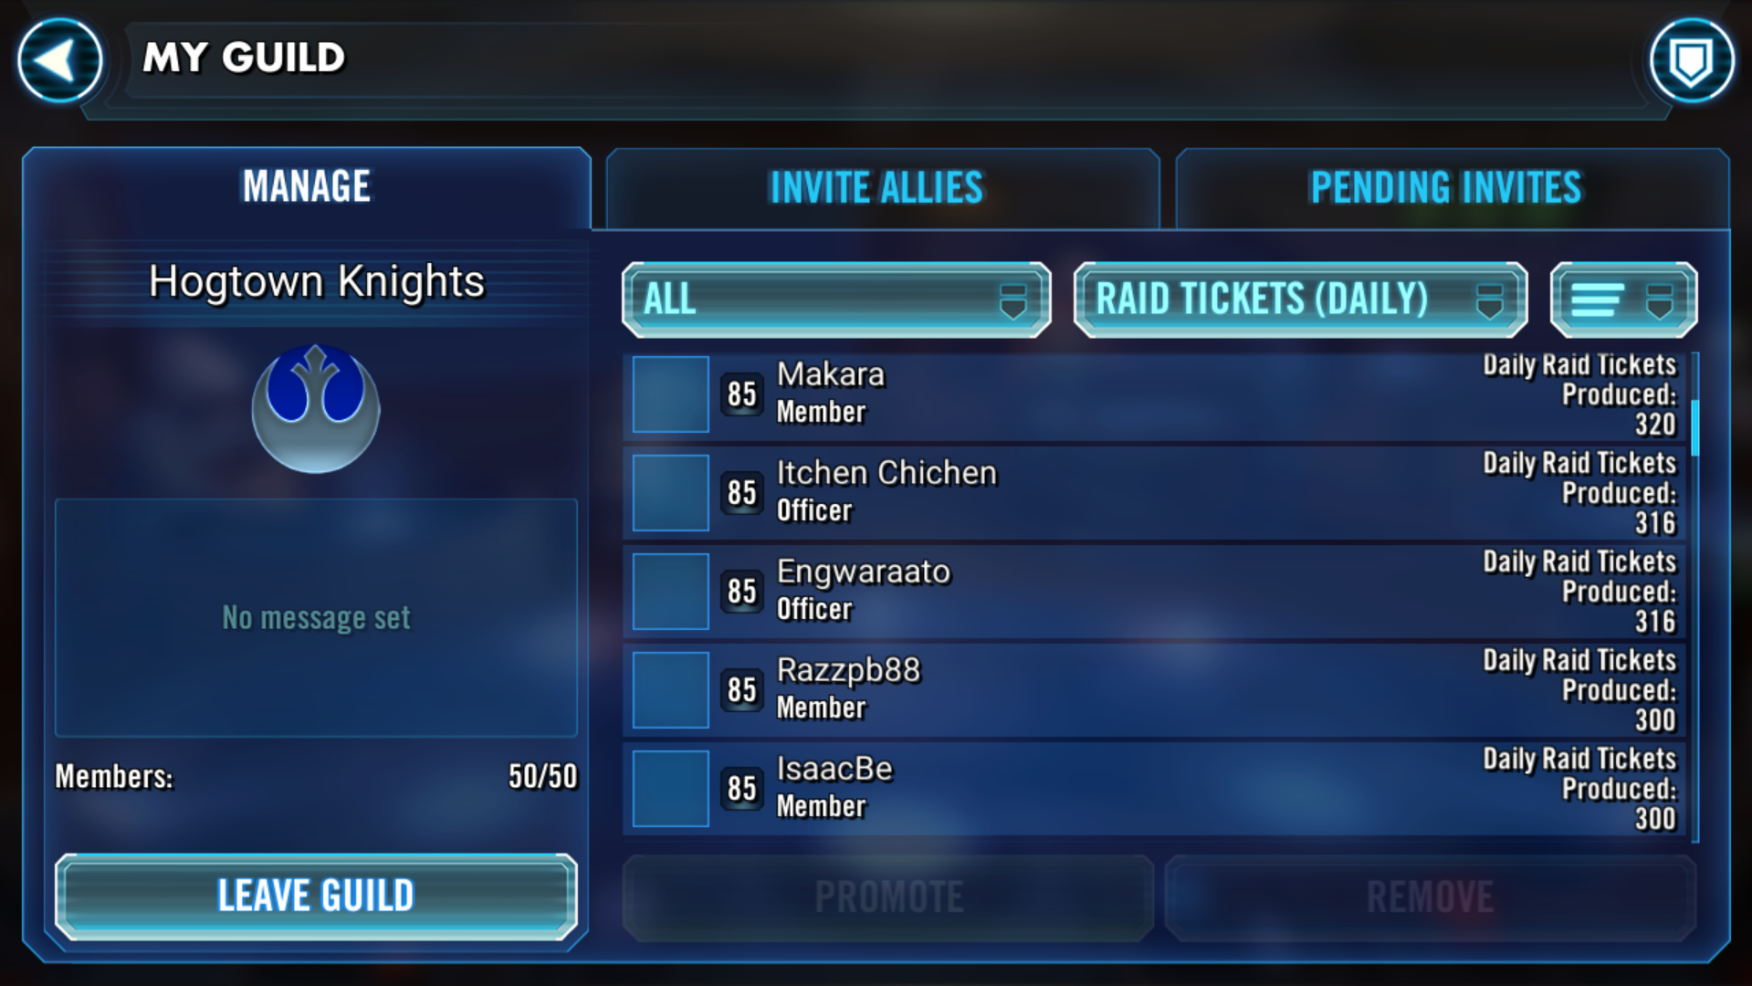 MY GUILD
MANAGE
INVITE ALLIES
PENDING INVITES
Hogtown Knights
No message set
Members: 50/50
LEAVE GUILD
ALL
RAID TICKETS (DAILY)
85
Makara
Member
Daily Raid Tickets
Produced:
320
85
Itchen Chichen
Officer
Daily Raid Tickets
Produced:
316
85
Engwaraato
Officer
Daily Raid Tickets
Produced:
316
85
Razzpb88
Member
Daily Raid Tickets
Produced:
300
85
IsaacBe
Member
Daily Raid Tickets
Produced:
300
PROMOTE
REMOVE